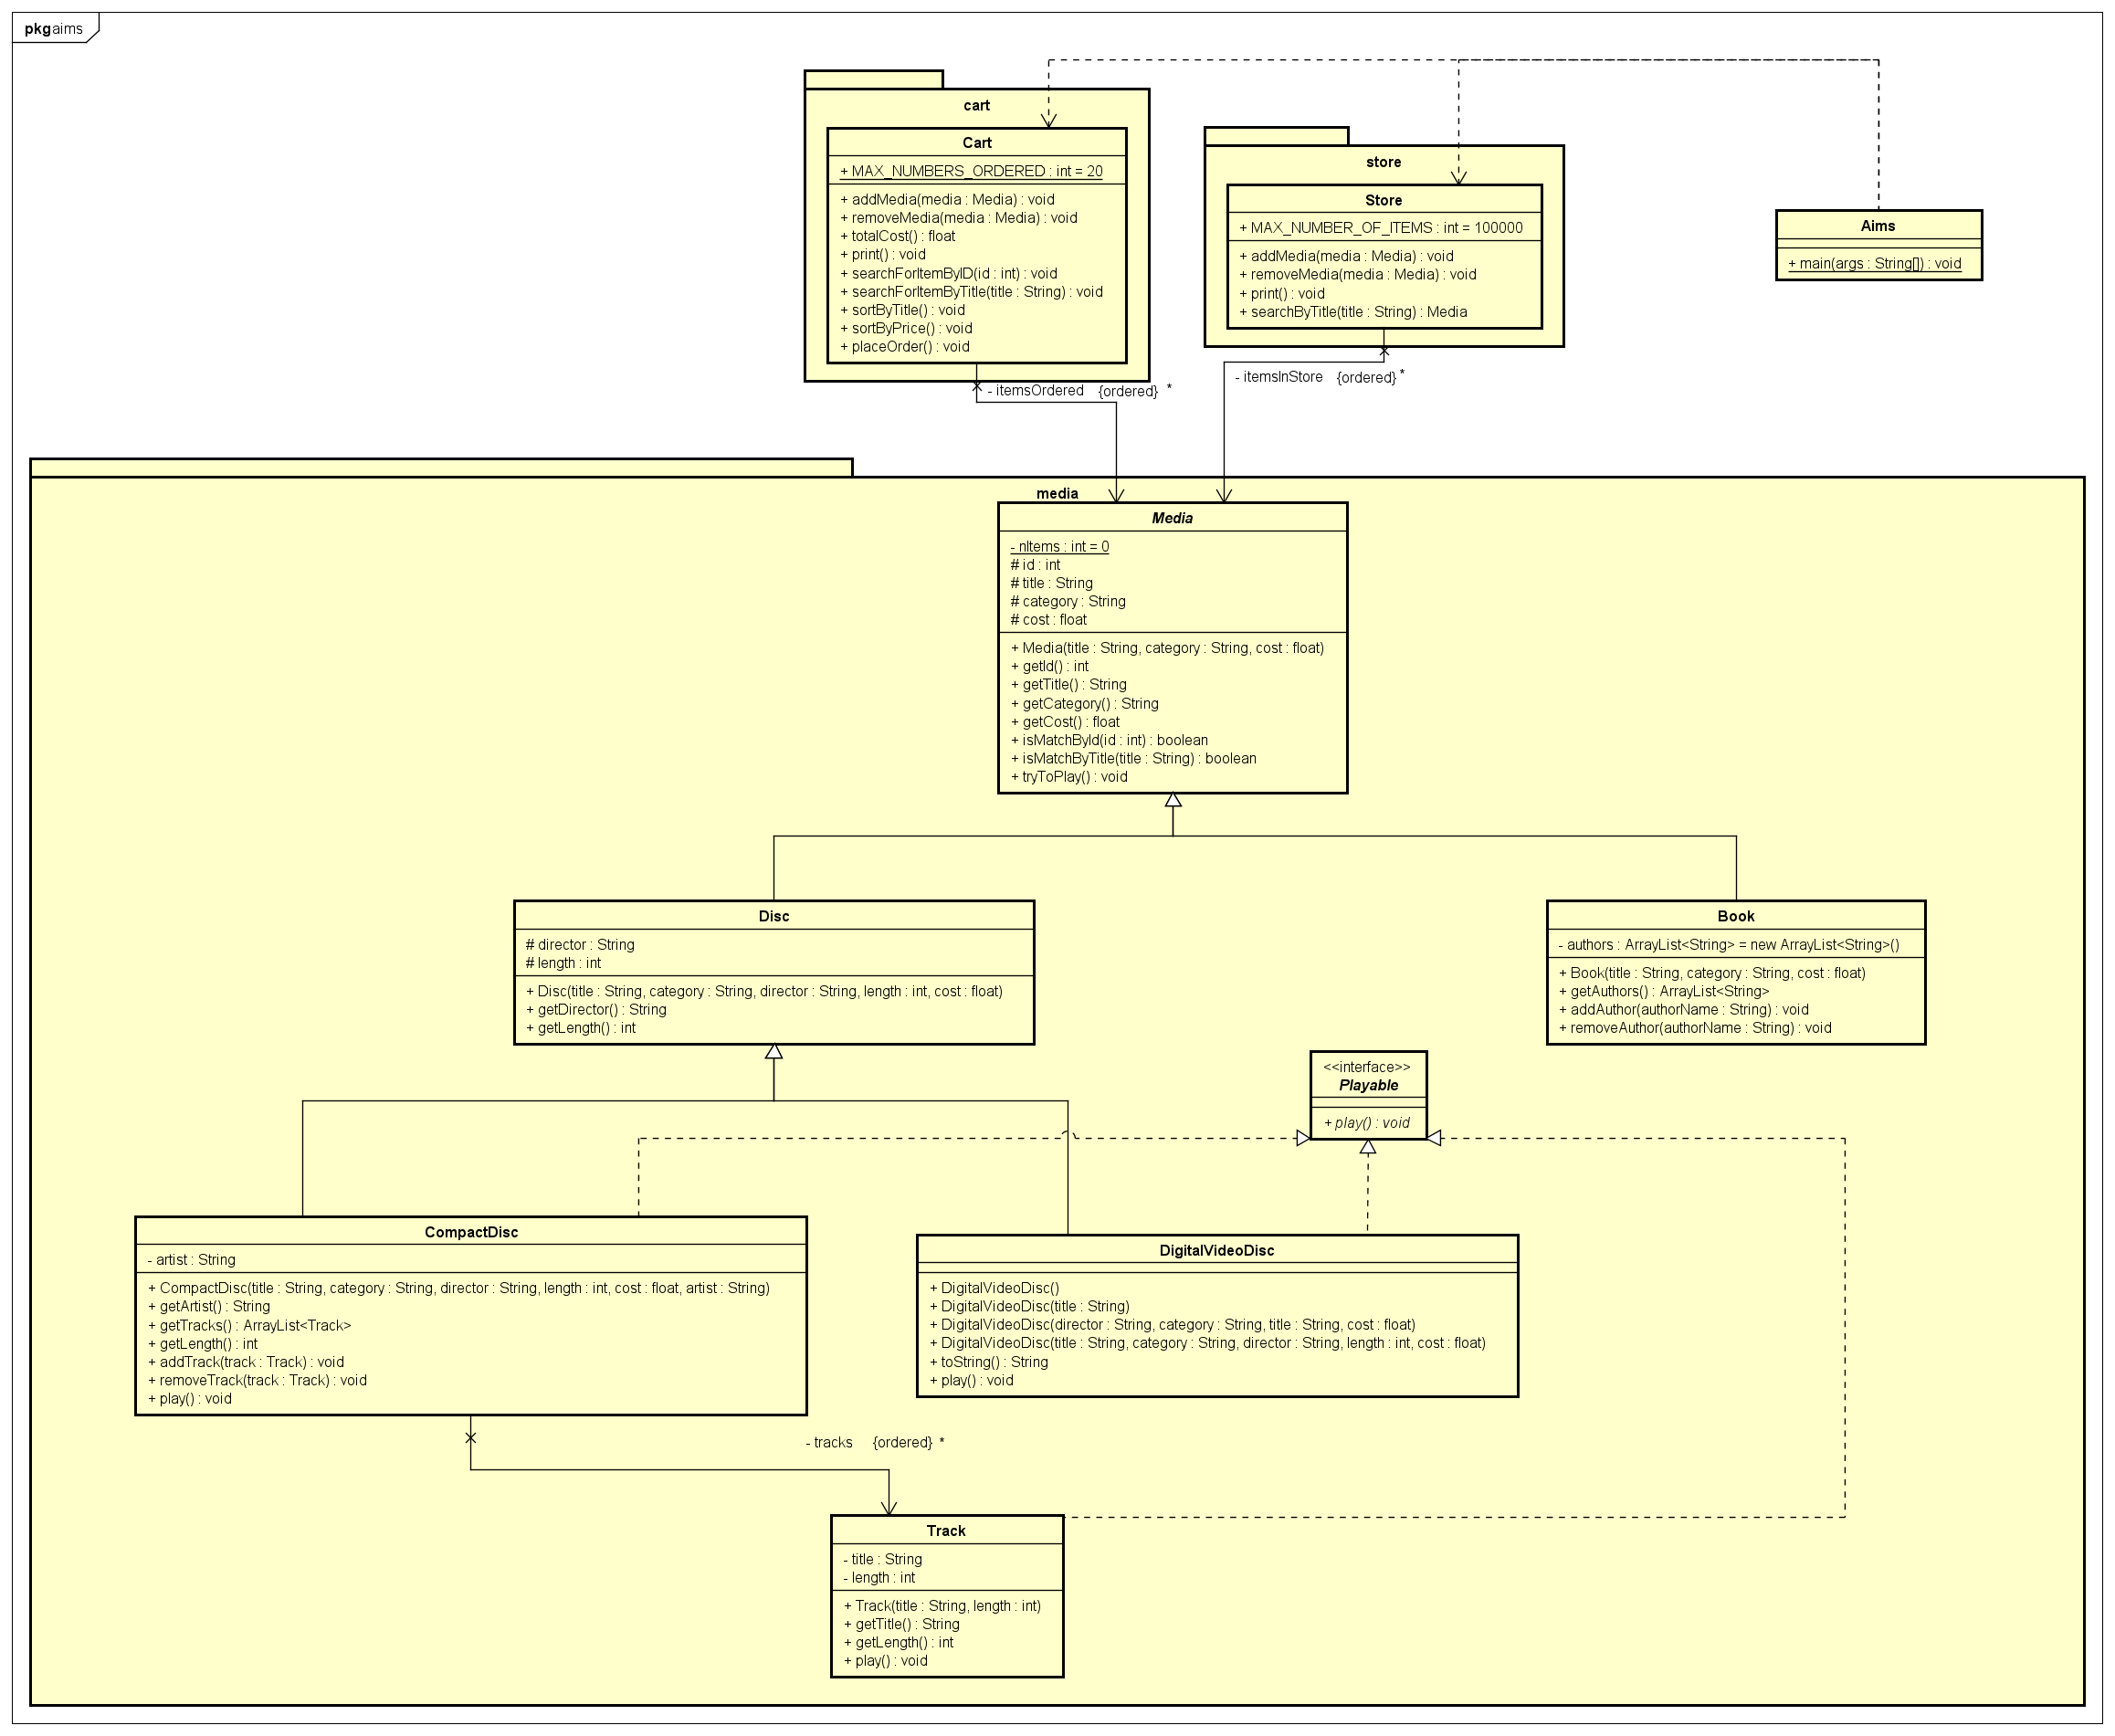 pkg aims
cart
Cart
+ MAX_NUMBERS_ORDERED : int = 20
+ addMedia(media : Media) : void
+ removeMedia(media : Media) : void
+ totalCost() : float
+ print() : void
+ searchForItemByID(id : int) : void
+ searchForItemByTitle(title : String) : void
+ sortByTitle() : void
+ sortByPrice() : void
+ placeOrder() : void
store
Store
+ MAX_NUMBER_OF_ITEMS : int = 100000
+ addMedia(media : Media) : void
+ removeMedia(media : Media) : void
+ print() : void
+ searchByTitle(title : String) : Media
Aims
+ main(args : String[]) : void
- itemsOrdered {ordered} *
- itemsInStore {ordered} *
media
Media
- nItems : int = 0
# id : int
# title : String
# category : String
# cost : float
+ Media(title : String, category : String, cost : float)
+ getId() : int
+ getTitle() : String
+ getCategory() : String
+ getCost() : float
+ isMatchById(id : int) : boolean
+ isMatchByTitle(title : String) : boolean
+ tryToPlay() : void
Disc
# director : String
# length : int
+ Disc(title : String, category : String, director : String, length : int, cost : float)
+ getDirector() : String
+ getLength() : int
Book
- authors : ArrayList<String> = new ArrayList<String>()
+ Book(title : String, category : String, cost : float)
+ getAuthors() : ArrayList<String>
+ addAuthor(authorName : String) : void
+ removeAuthor(authorName : String) : void
<<interface>>
Playable
+ play() : void
CompactDisc
- artist : String
+ CompactDisc(title : String, category : String, director : String, length : int, cost : float, artist : String)
+ getArtist() : String
+ getTracks() : ArrayList<Track>
+ getLength() : int
+ addTrack(track : Track) : void
+ removeTrack(track : Track) : void
+ play() : void
DigitalVideoDisc
+ DigitalVideoDisc()
+ DigitalVideoDisc(title : String)
+ DigitalVideoDisc(director : String, category : String, title : String, cost : float)
+ DigitalVideoDisc(title : String, category : String, director : String, length : int, cost : float)
+ toString() : String
+ play() : void
- tracks {ordered} *
Track
- title : String
- length : int
+ Track(title : String, length : int)
+ getTitle() : String
+ getLength() : int
+ play() : void